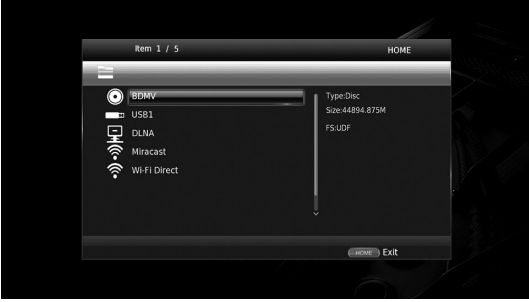 Item 1 / 5 HOME
BDMV
USB1
DLNA
Miracast
Wi-Fi Direct
Type:Disc
Size:44894.875M
FS:UDF
HOME Exit